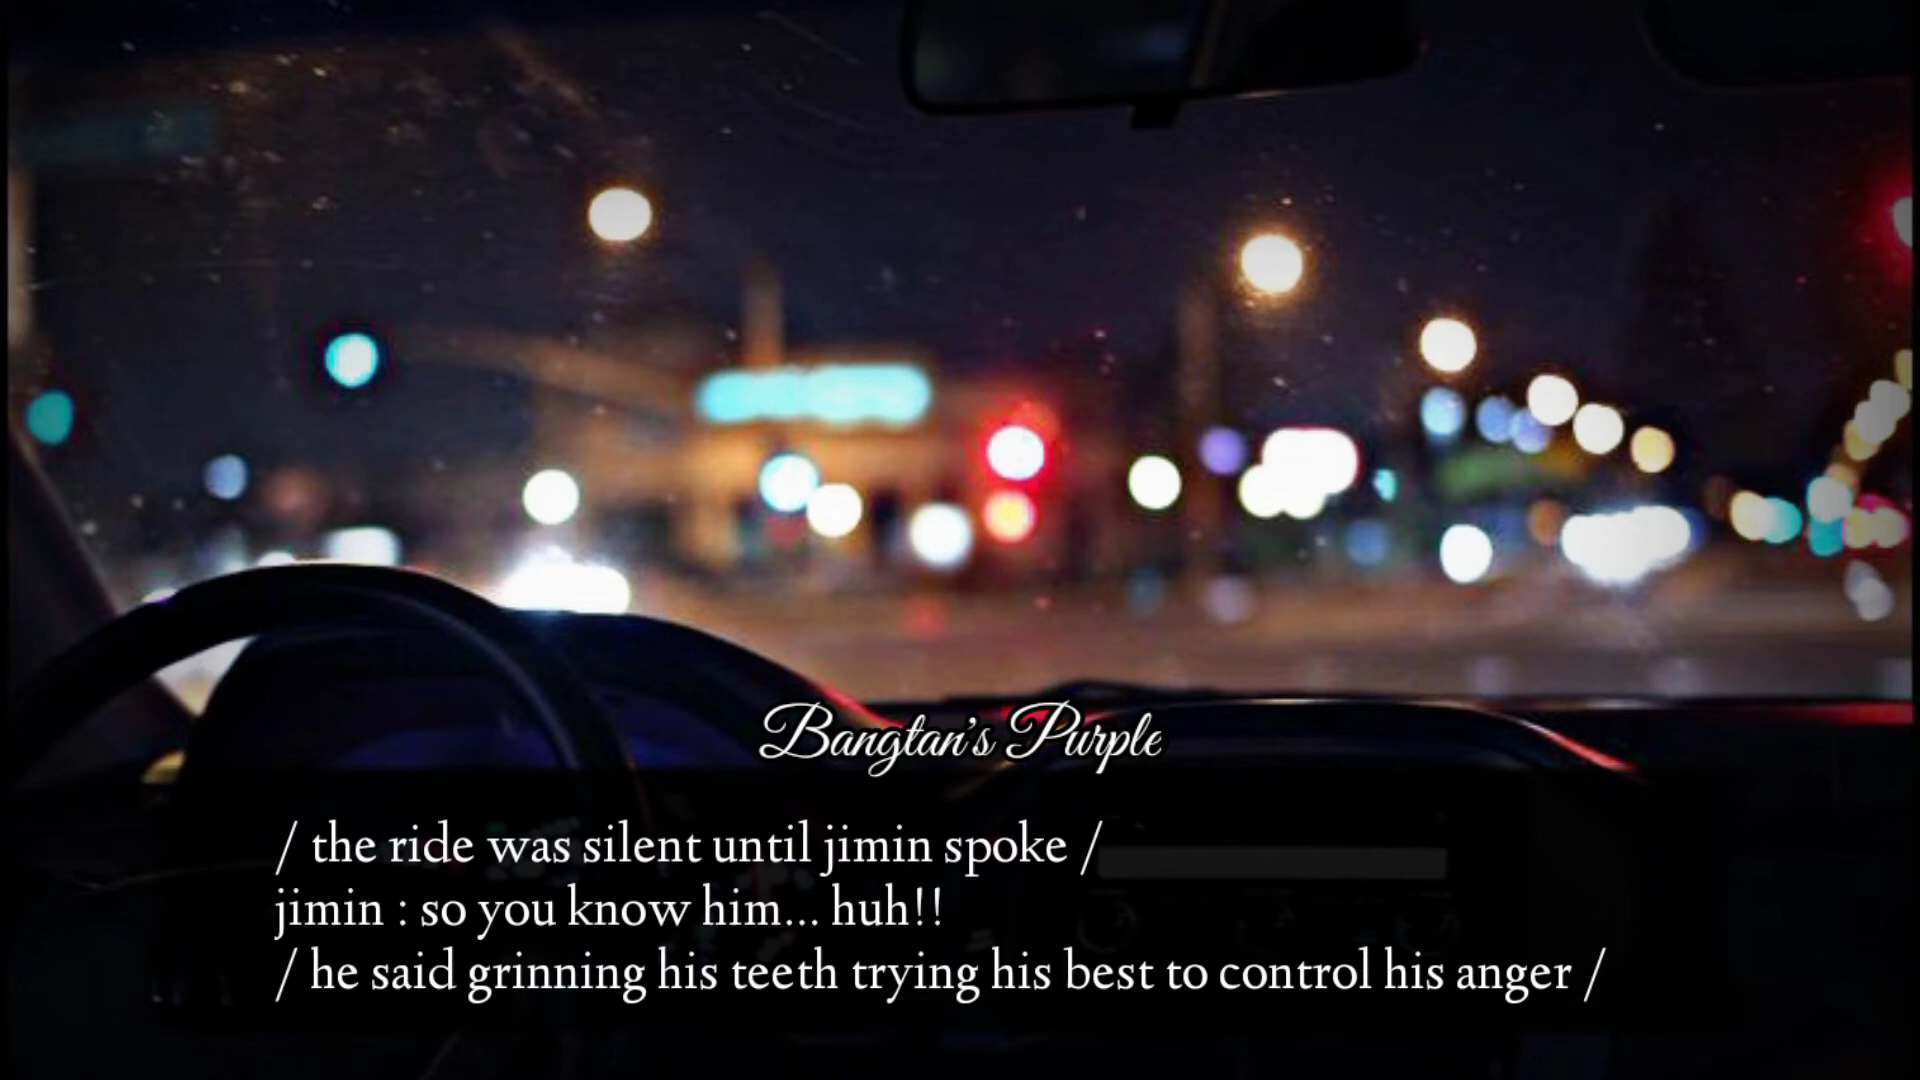 Bangtan's Purple
/ the ride was silent until jimin spoke /
jimin : so you know him... huh!!
/ he said grinning his teeth trying his best to control his anger /